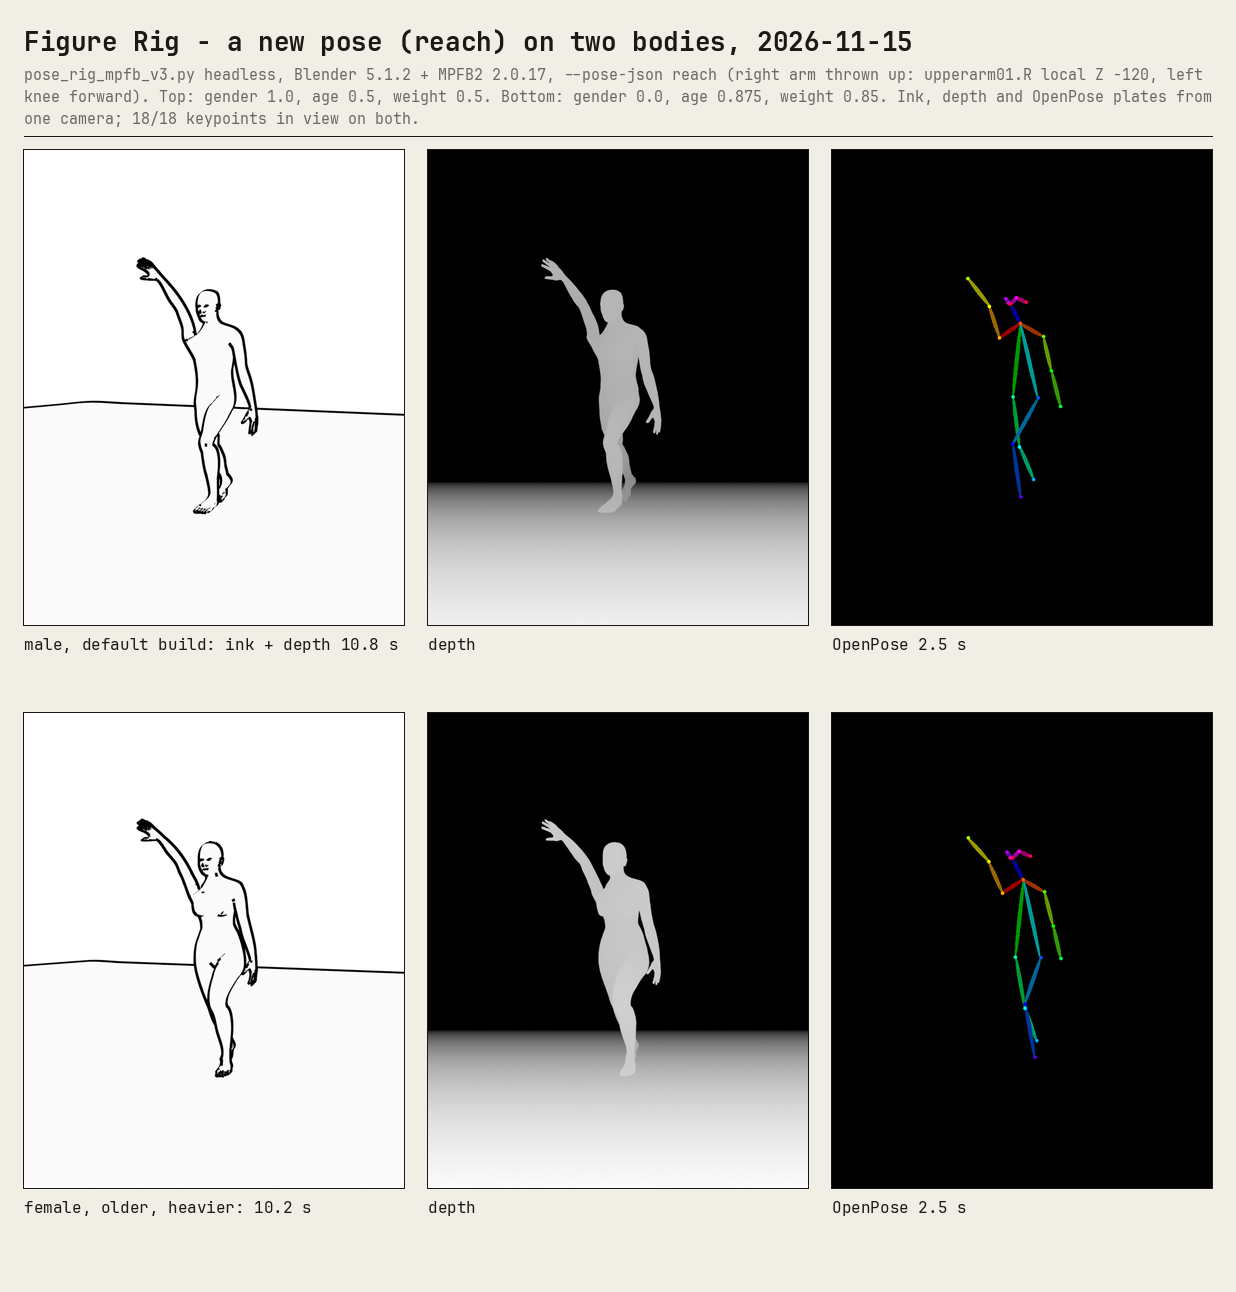 Figure Rig - a new pose (reach) on two bodies, 2026-11-15
pose_rig_mpfb_v3.py headless, Blender 5.1.2 + MPFB2 2.0.17, --pose-json reach (right arm thrown up: upperarm01.R local Z -120, left
knee forward). Top: gender 1.0, age 0.5, weight 0.5. Bottom: gender 0.0, age 0.875, weight 0.85. Ink, depth and OpenPose plates from
one camera; 18/18 keypoints in view on both.
male, default build: ink + depth 10.8 s
depth
OpenPose 2.5 s
female, older, heavier: 10.2 s
depth
OpenPose 2.5 s